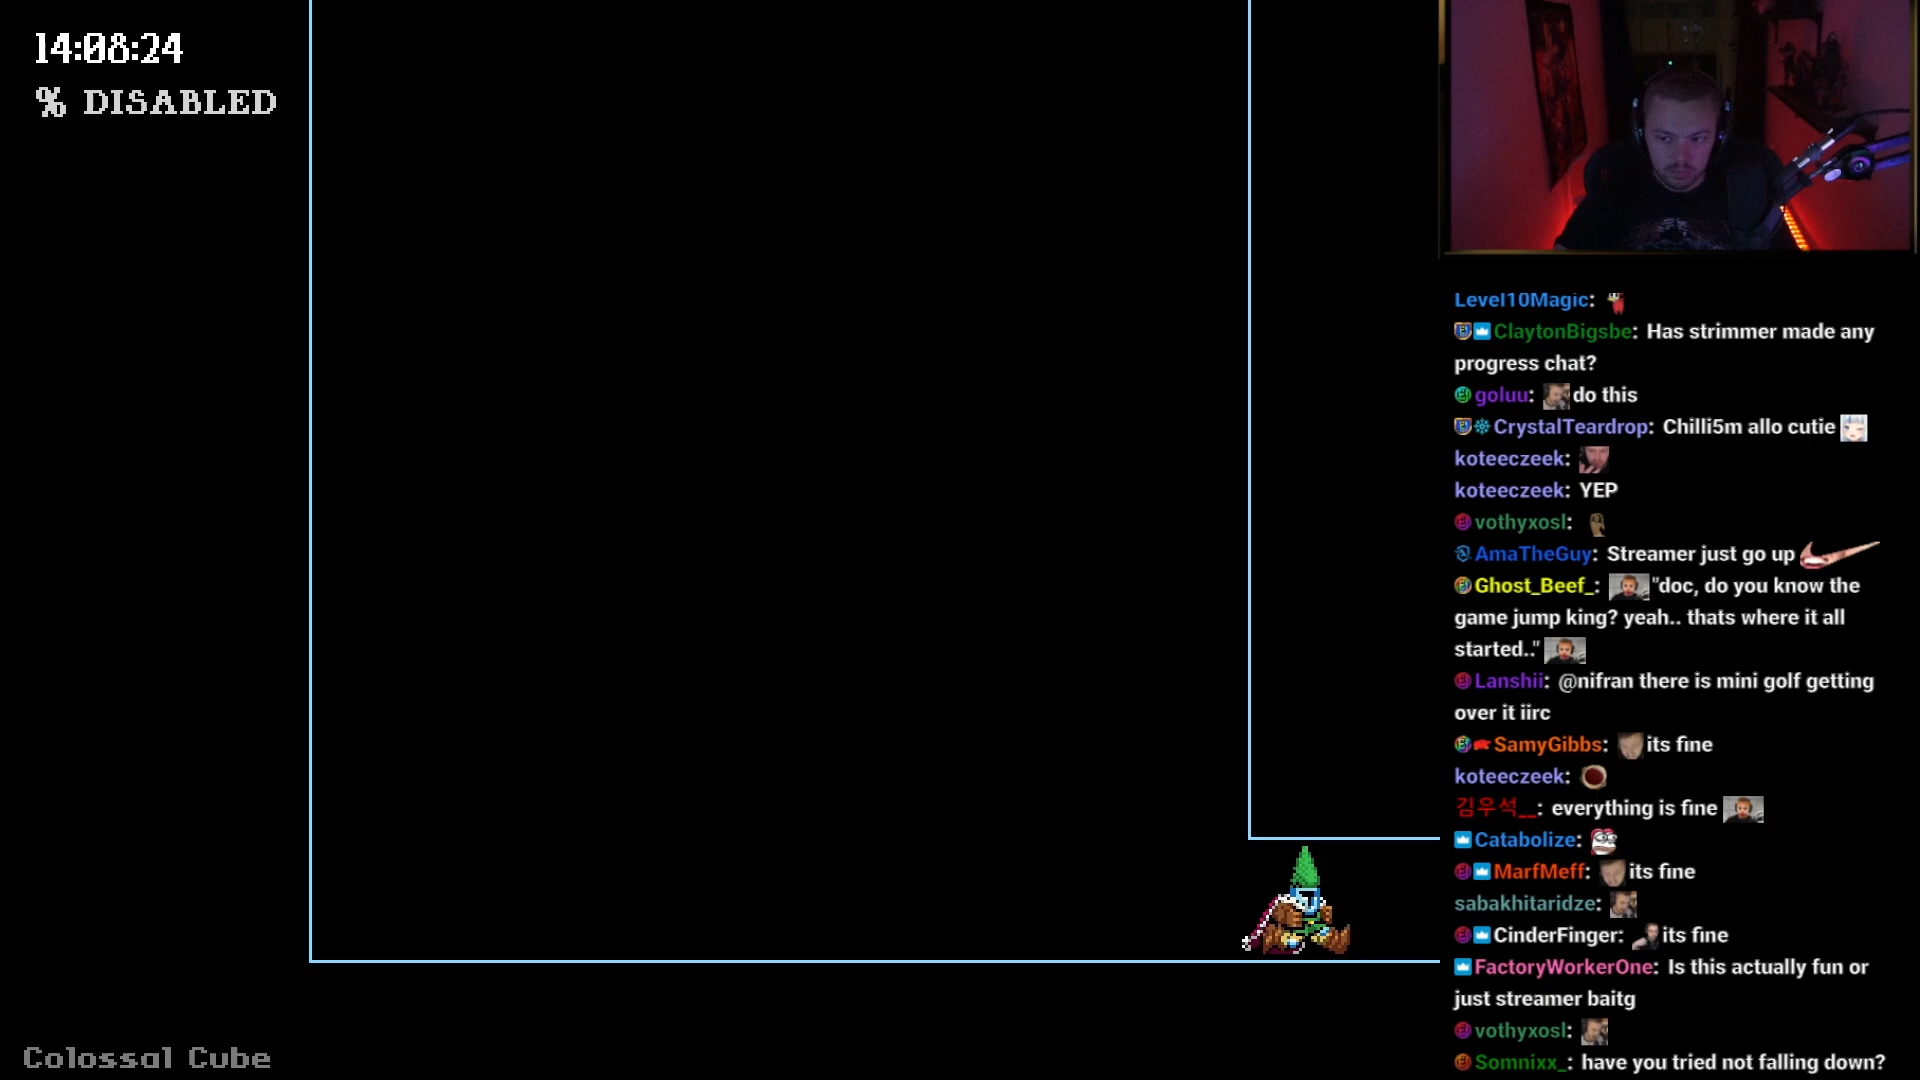 14:08:24
% DISABLED
Level10Magic:
ClaytonBigsbe: Has strimmer made any
progress chat?
goluu: do this
CrystalTeardrop: Chilli5m allo cutie
koteeczeek:
koteeczeek: YEP
vothyxosl:
AmaTheGuy: Streamer just go up
Ghost_Beef_: "doc, do you know the
game jump king? yeah.. thats where it all
started.."
Lanshii: @nifran there is mini golf getting
over it iirc
SamyGibbs: its fine
koteeczeek:
김우석__: everything is fine
Catabolize:
MarfMeff: its fine
sabakhitaridze:
CinderFinger: its fine
FactoryWorkerOne: Is this actually fun or
just streamer baitg
vothyxosl:
Somnixx_: have you tried not falling down?
Colossal Cube